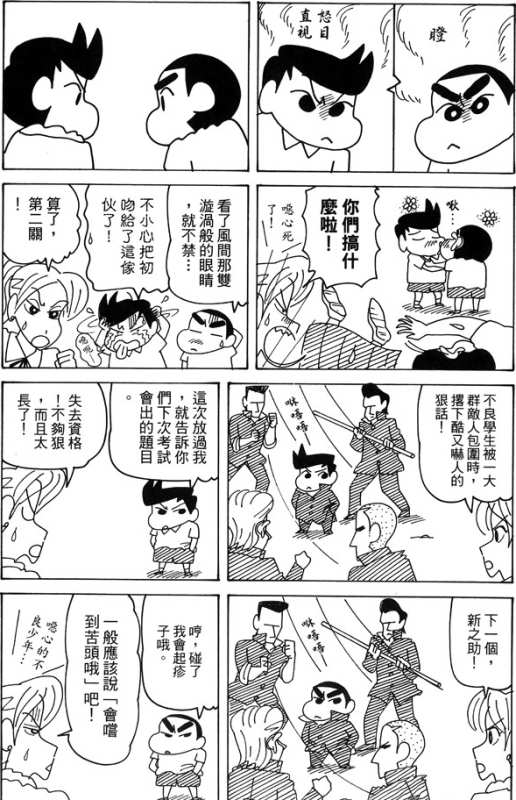 瞪
怒目
直視
啾…
你們搞什
麼啦！
噁心死
了！
看了風間那雙
漩渦般的眼睛
，就不禁…
不小心把初
吻給了這傢
伙了！
算了，
第二關
！
不良學生被一大
群敵人包圍時，
撂下酷又嚇人的
狠話！
咻咿咿
這次放過我
，就告訴你
們下次考試
會出的題目
。
失去資格
！不夠狠
，而且太
長了！
下一個，
新之助！
咻咿咿
哼，碰了
我會起疹
子哦。
一般應該說「會嚐
到苦頭哦」吧！
噁心的不
良少年…